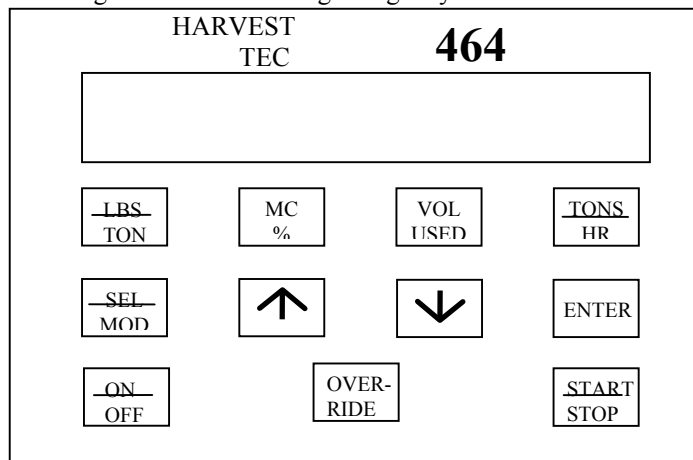 HARVEST
TEC
464
LBS
TON
MC
%
VOL
USED
TONS
HR
SEL
MOD
ENTER
ON
OFF
OVER-
RIDE
START
STOP